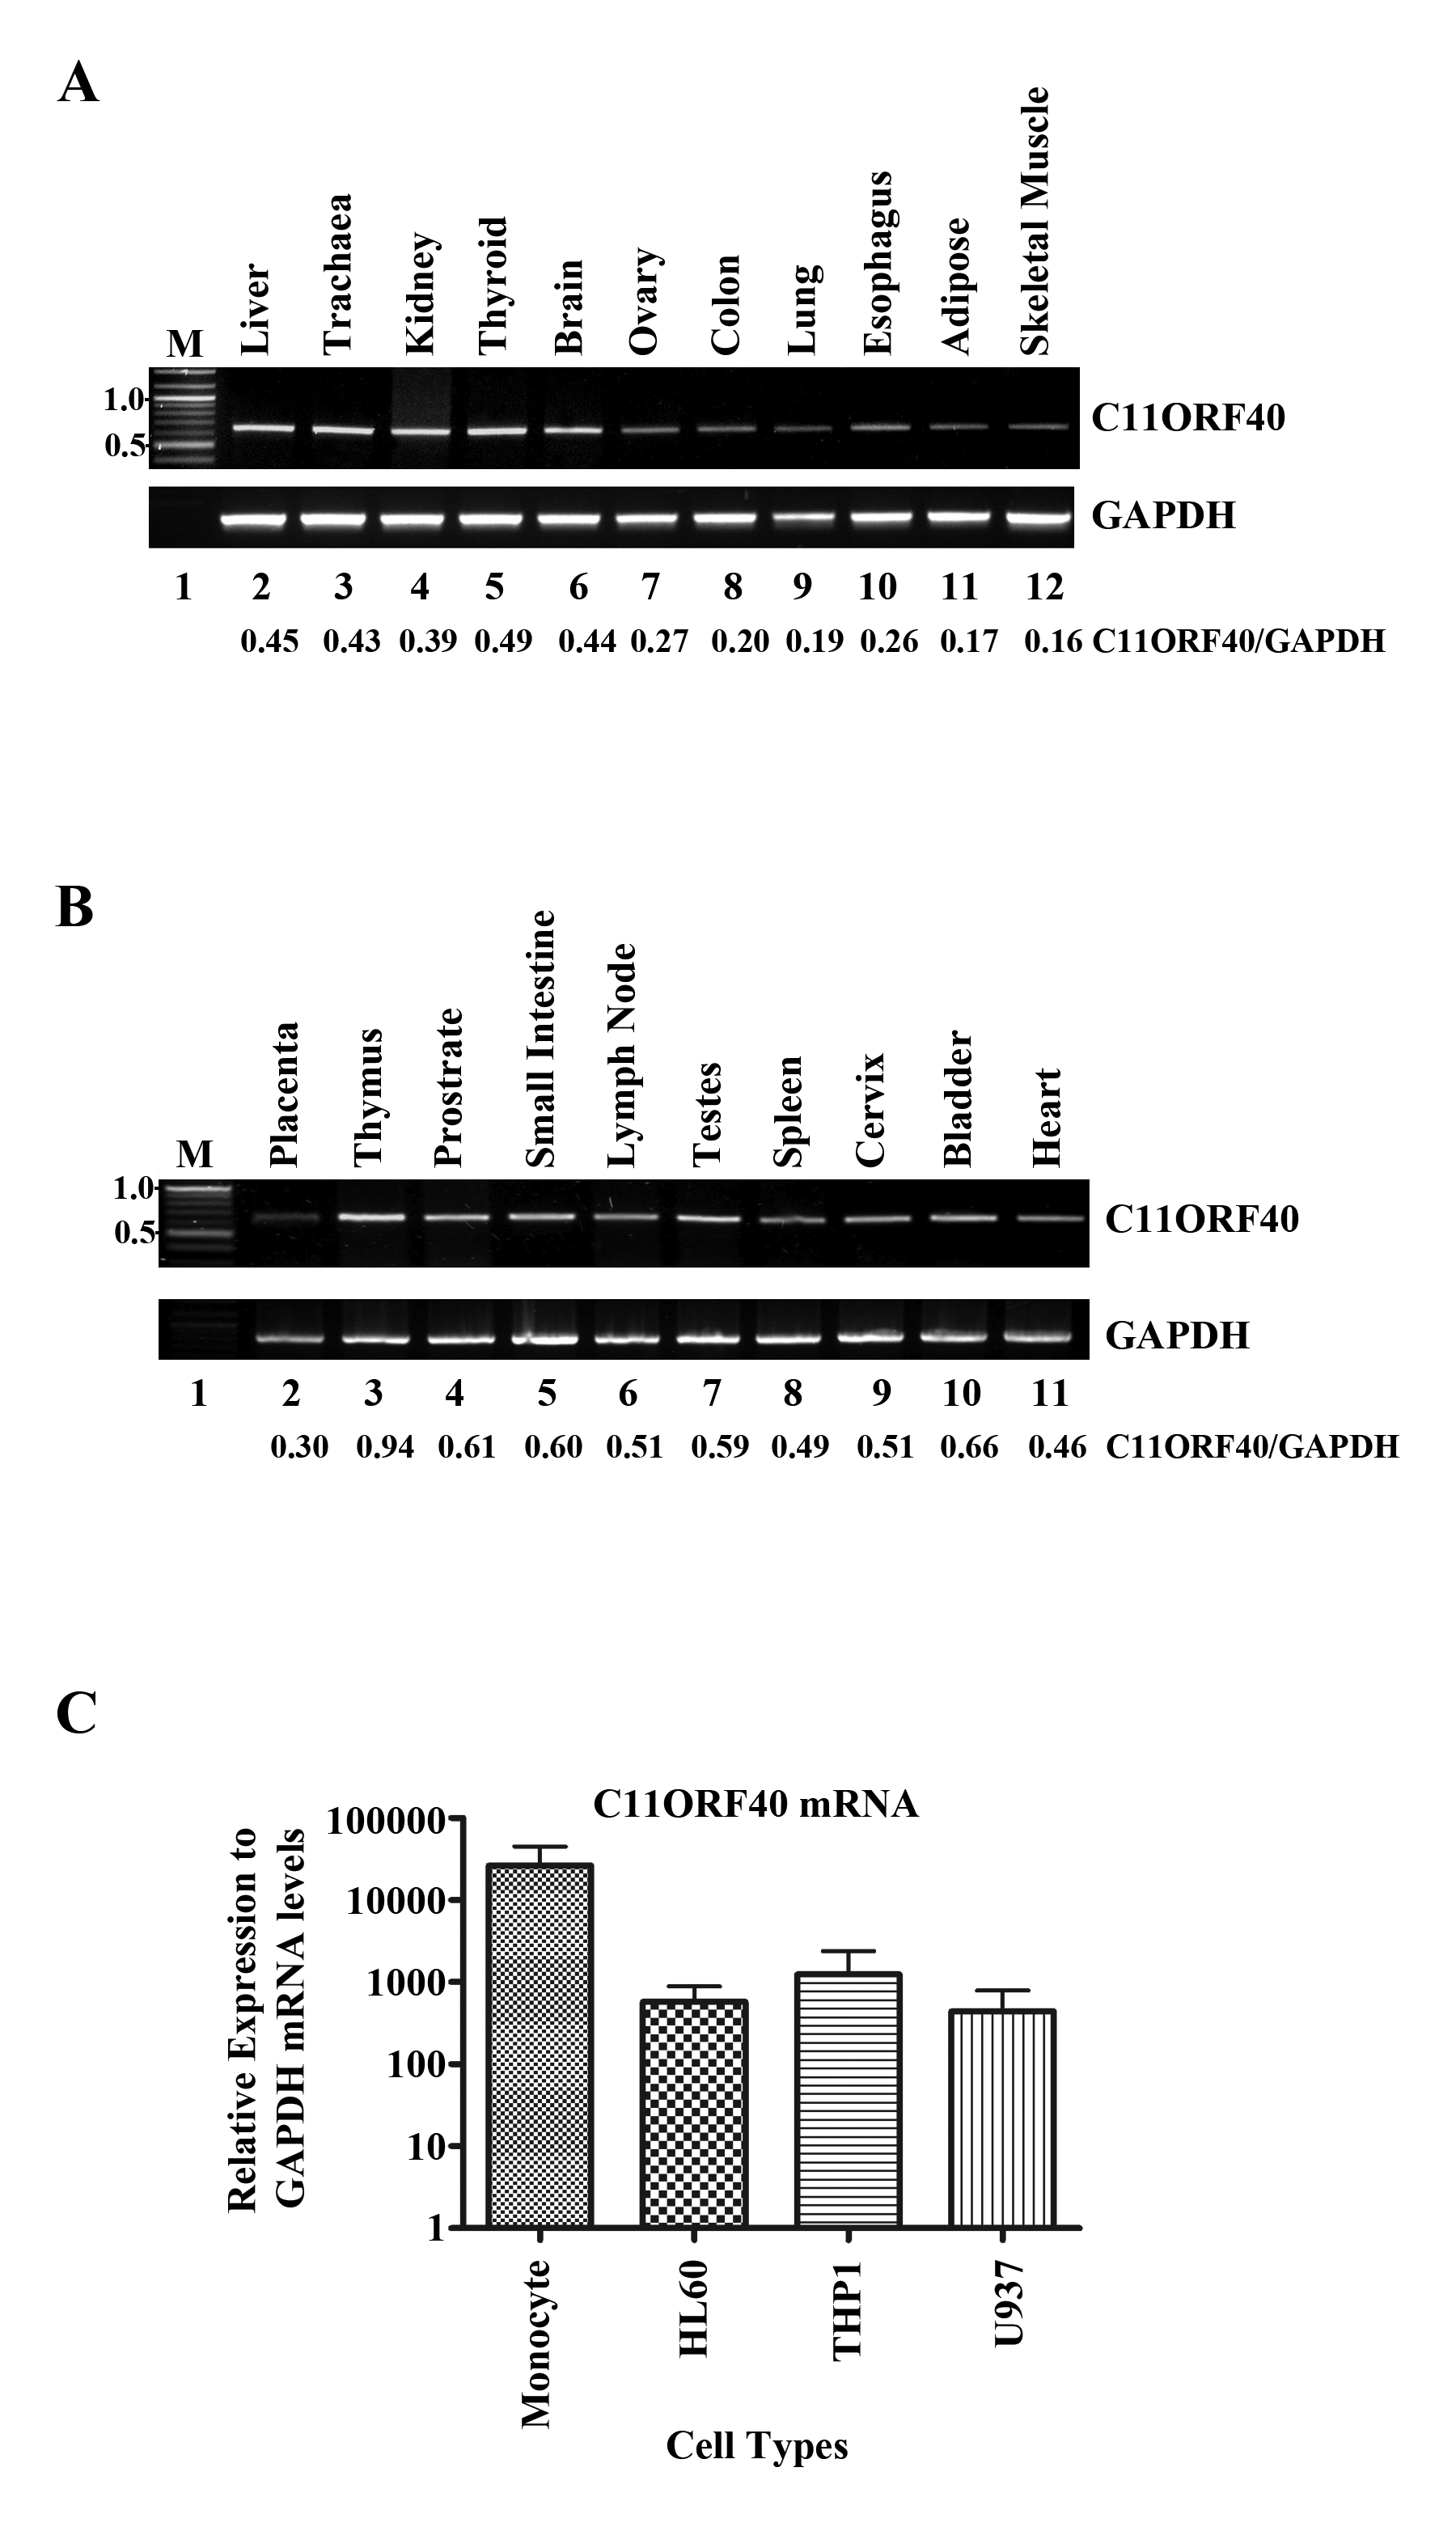 A
M Liver Trachaea Kidney Thyroid Brain Ovary Colon Lung Esophagus Adipose Skeletal Muscle
1.0
0.5
C11ORF40
GAPDH
1 2 3 4 5 6 7 8 9 10 11 12
0.45 0.43 0.39 0.49 0.44 0.27 0.20 0.19 0.26 0.17 0.16 C11ORF40/GAPDH
B
M Placenta Thymus Prostrate Small Intestine Lymph Node Testes Spleen Cervix Bladder Heart
1.0
0.5
C11ORF40
GAPDH
1 2 3 4 5 6 7 8 9 10 11
0.30 0.94 0.61 0.60 0.51 0.59 0.49 0.51 0.66 0.46 C11ORF40/GAPDH
C
C11ORF40 mRNA
Relative Expression to
GAPDH mRNA levels
100000
10000
1000
100
10
1
Monocyte HL60 THP1 U937
Cell Types